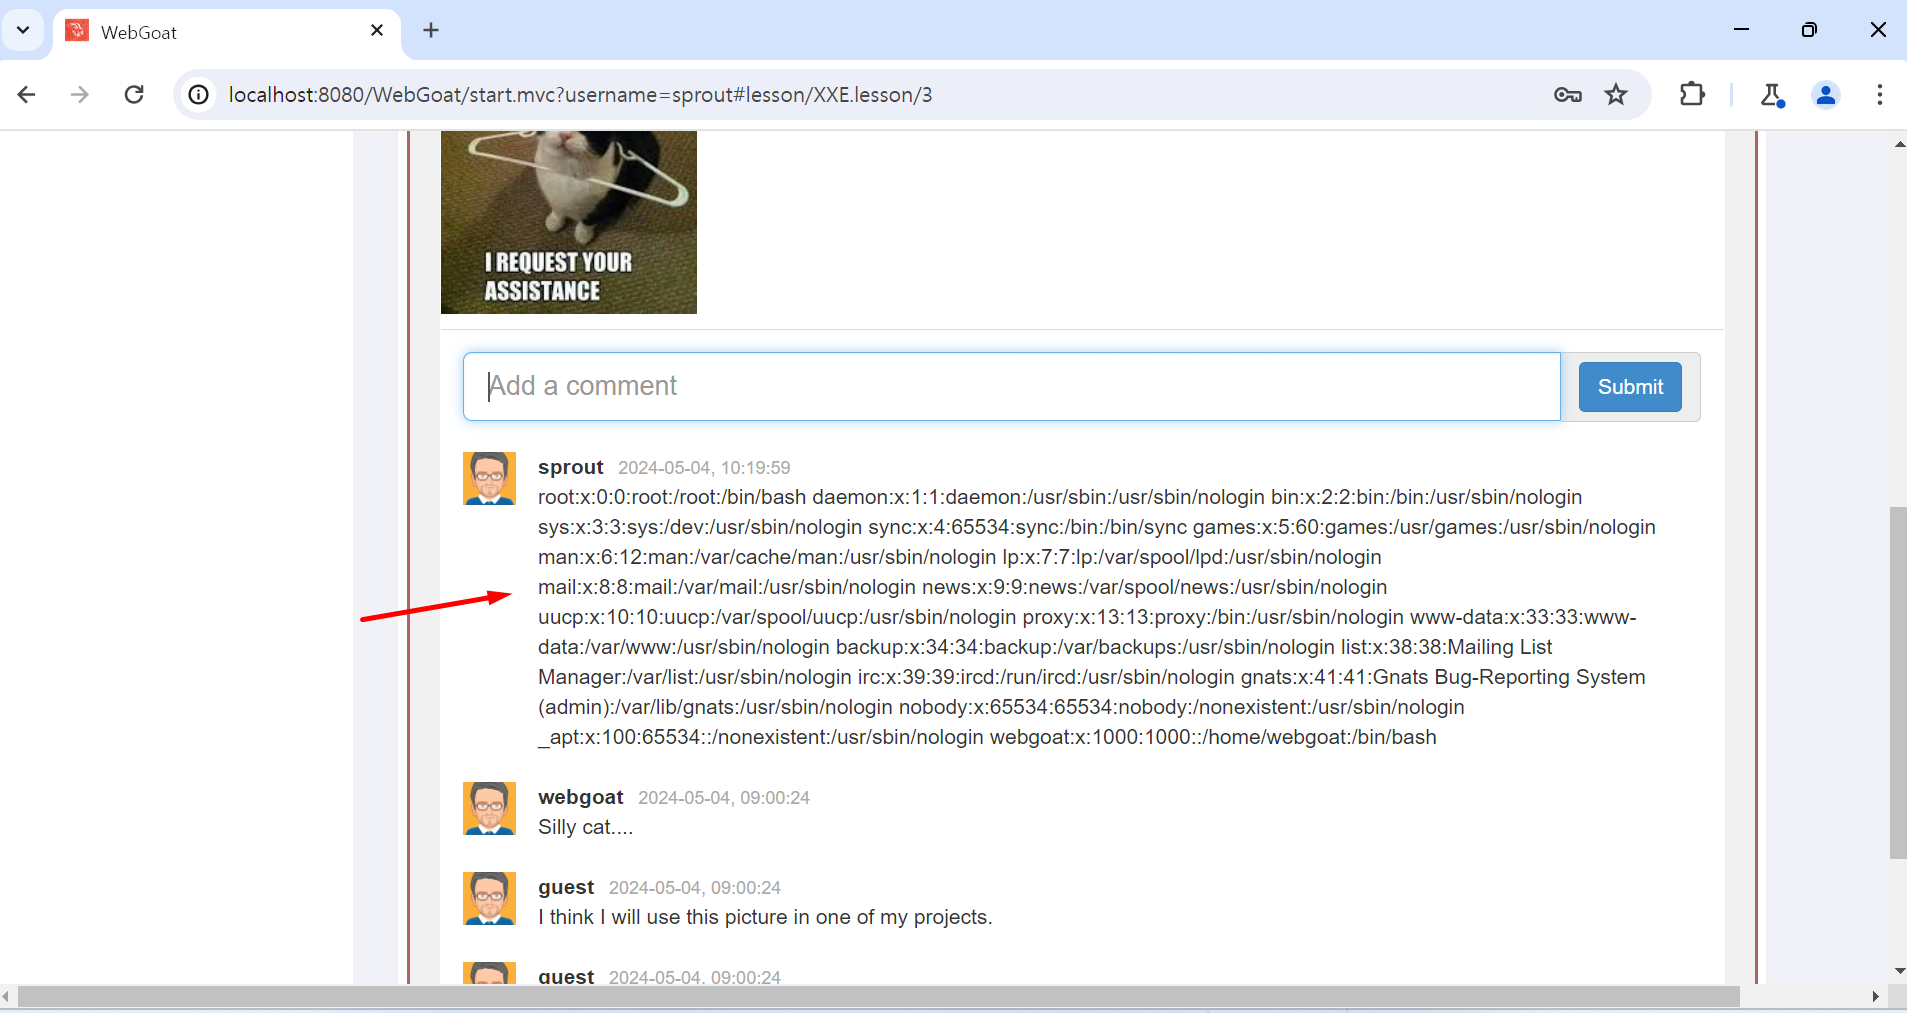 WebGoat
localhost:8080/WebGoat/start.mvc?username=sprout#lesson/XXE.lesson/3
I REQUEST YOUR
ASSISTANCE
Add a comment
Submit
sprout 2024-05-04, 10:19:59
root:x:0:0:root:/root:/bin/bash daemon:x:1:1:daemon:/usr/sbin:/usr/sbin/nologin bin:x:2:2:bin:/bin:/usr/sbin/nologin
sys:x:3:3:sys:/dev:/usr/sbin/nologin sync:x:4:65534:sync:/bin:/bin/sync games:x:5:60:games:/usr/games:/usr/sbin/nologin
man:x:6:12:man:/var/cache/man:/usr/sbin/nologin lp:x:7:7:lp:/var/spool/lpd:/usr/sbin/nologin
mail:x:8:8:mail:/var/mail:/usr/sbin/nologin news:x:9:9:news:/var/spool/news:/usr/sbin/nologin
uucp:x:10:10:uucp:/var/spool/uucp:/usr/sbin/nologin proxy:x:13:13:proxy:/bin:/usr/sbin/nologin www-data:x:33:33:www-
data:/var/www:/usr/sbin/nologin backup:x:34:34:backup:/var/backups:/usr/sbin/nologin list:x:38:38:Mailing List
Manager:/var/list:/usr/sbin/nologin irc:x:39:39:ircd:/run/ircd:/usr/sbin/nologin gnats:x:41:41:Gnats Bug-Reporting System
(admin):/var/lib/gnats:/usr/sbin/nologin nobody:x:65534:65534:nobody:/nonexistent:/usr/sbin/nologin
_apt:x:100:65534::/nonexistent:/usr/sbin/nologin webgoat:x:1000:1000::/home/webgoat:/bin/bash
webgoat 2024-05-04, 09:00:24
Silly cat....
guest 2024-05-04, 09:00:24
I think I will use this picture in one of my projects.
guest 2024-05-04, 09:00:24